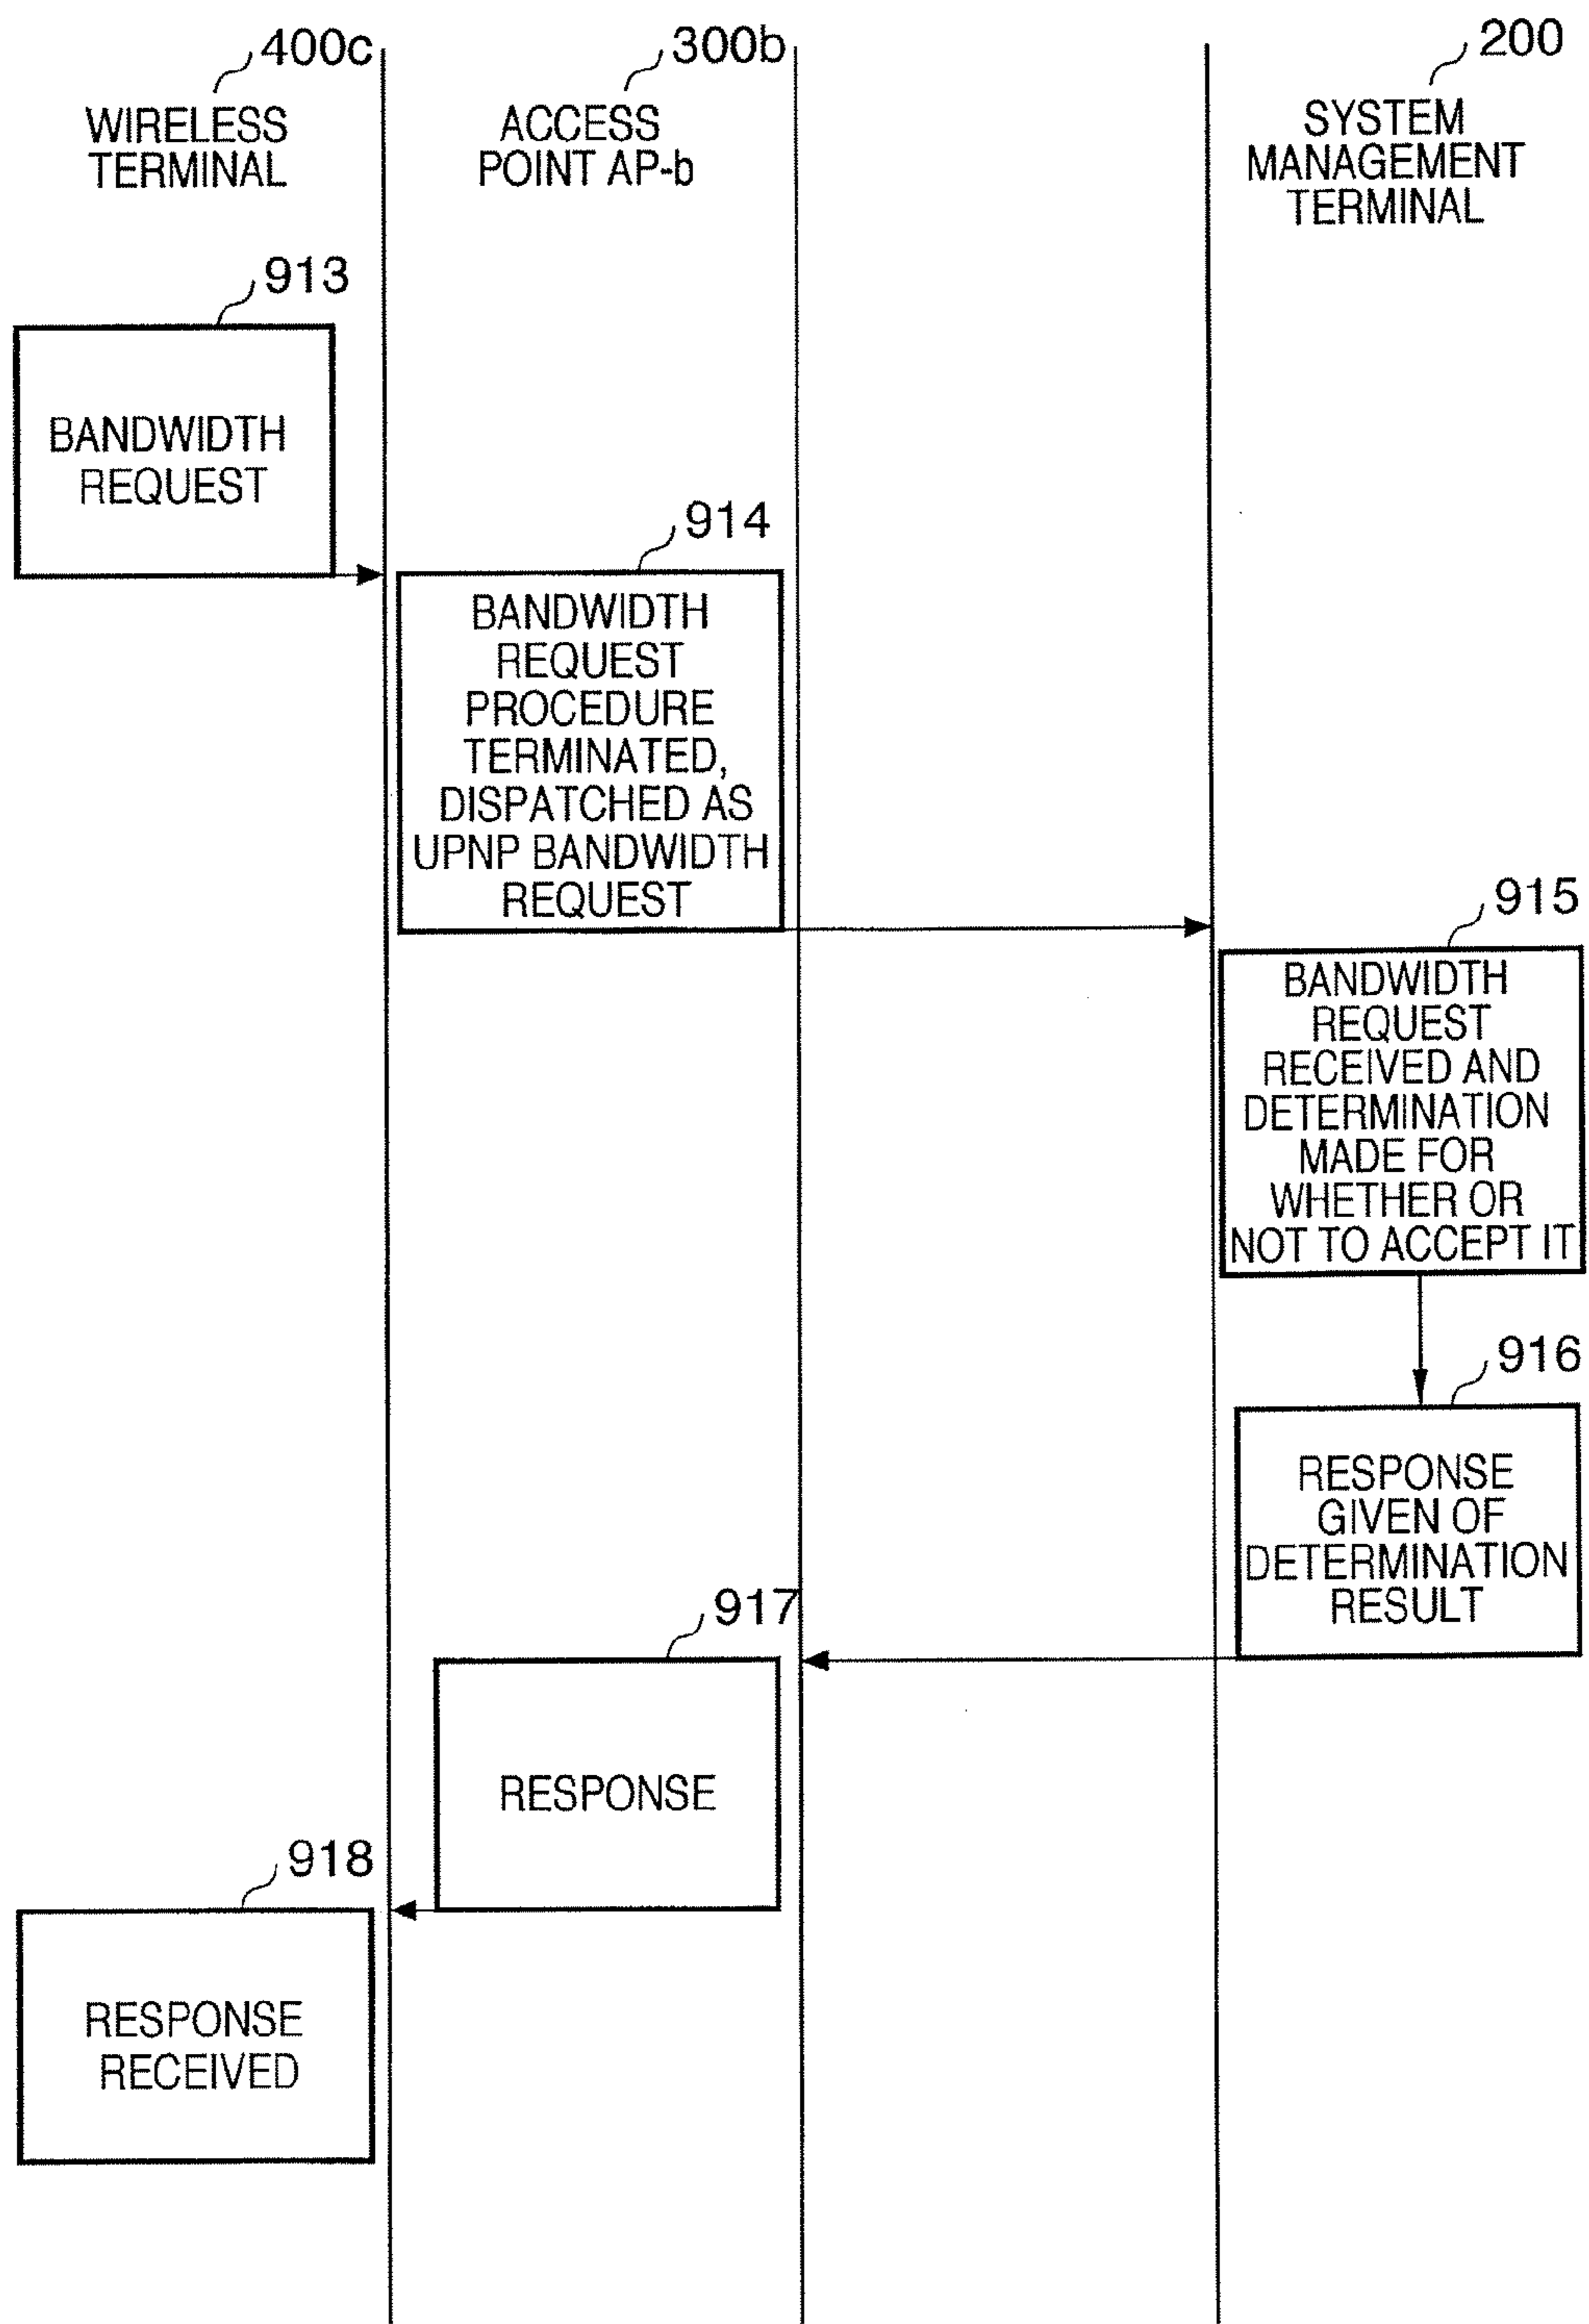 400c
300b
200
WIRELESS
TERMINAL
ACCESS
POINT AP-b
SYSTEM
MANAGEMENT
TERMINAL
913
BANDWIDTH
REQUEST
914
BANDWIDTH
REQUEST
PROCEDURE
TERMINATED,
DISPATCHED AS
UPNP BANDWIDTH
REQUEST
915
BANDWIDTH
REQUEST
RECEIVED AND
DETERMINATION
MADE FOR
WHETHER OR
NOT TO ACCEPT IT
916
RESPONSE
GIVEN OF
DETERMINATION
RESULT
917
RESPONSE
918
RESPONSE
RECEIVED